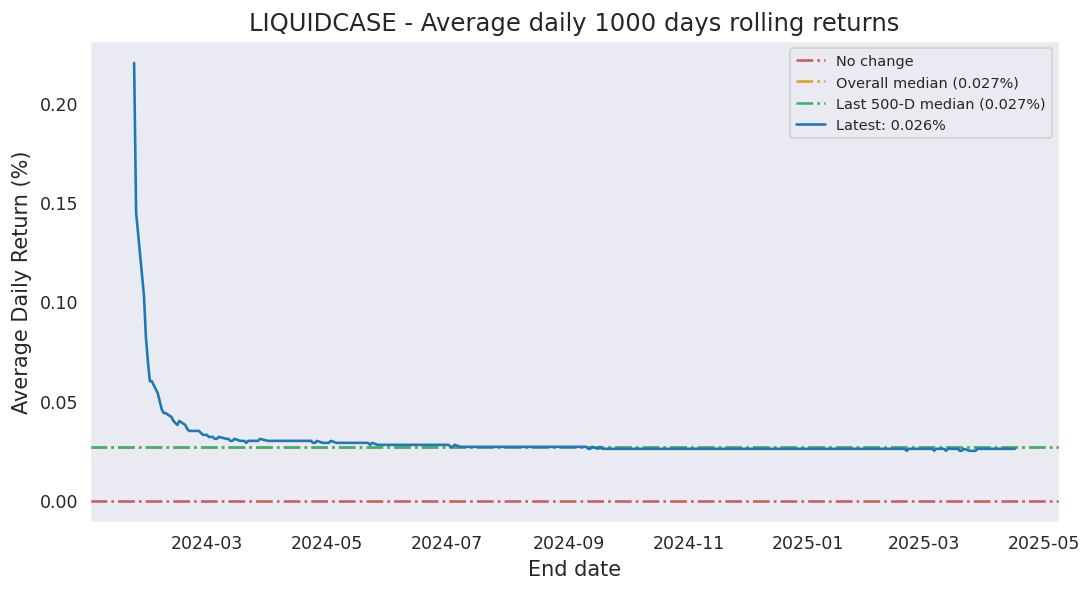 LIQUIDCASE - Average daily 1000 days rolling returns
No change
Overall median (0.027%)
Last 500-D median (0.027%)
Latest: 0.026%
Average Daily Return (%)
0.20
0.15
0.10
0.05
0.00
2024-03 2024-05 2024-07 2024-09 2024-11 2025-01 2025-03 2025-05
End date